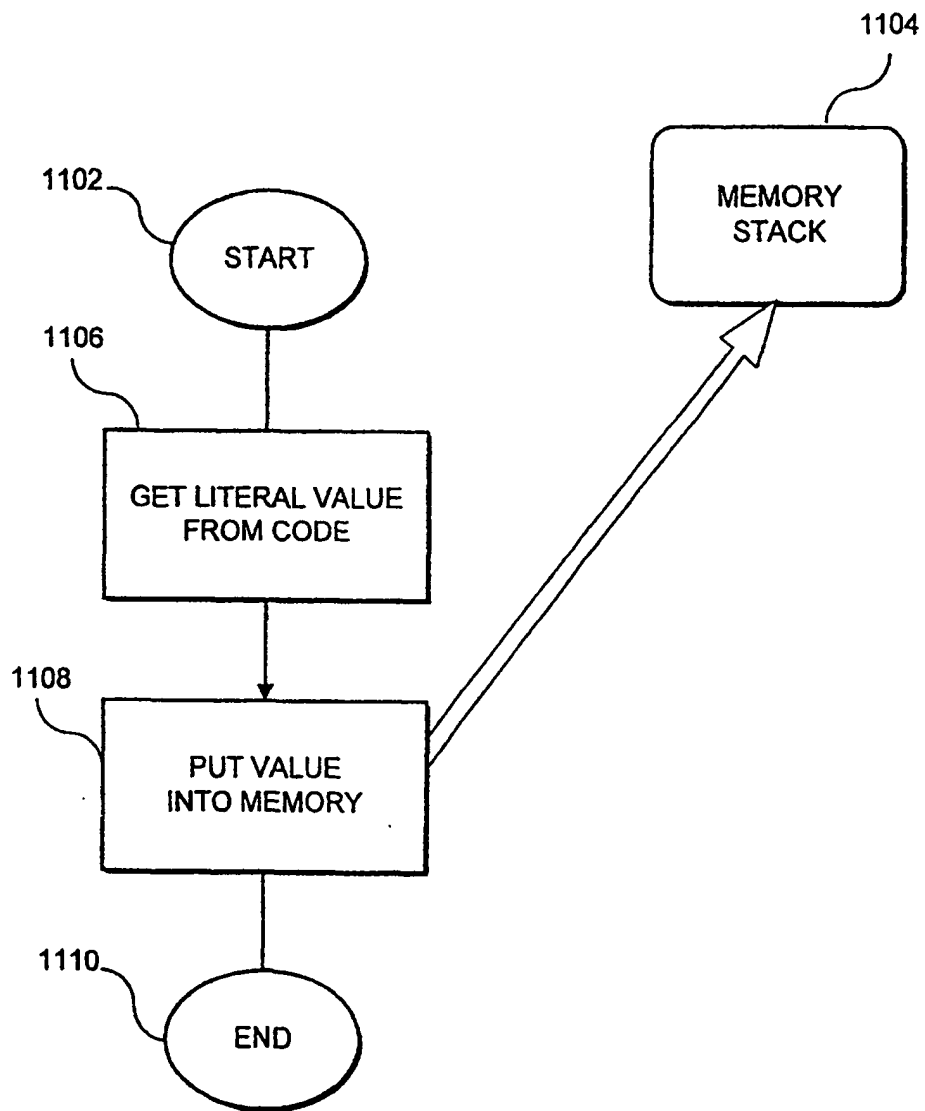 1104
MEMORY
STACK
1102
START
1106
GET LITERAL VALUE
FROM CODE
1108
PUT VALUE
INTO MEMORY
1110
END